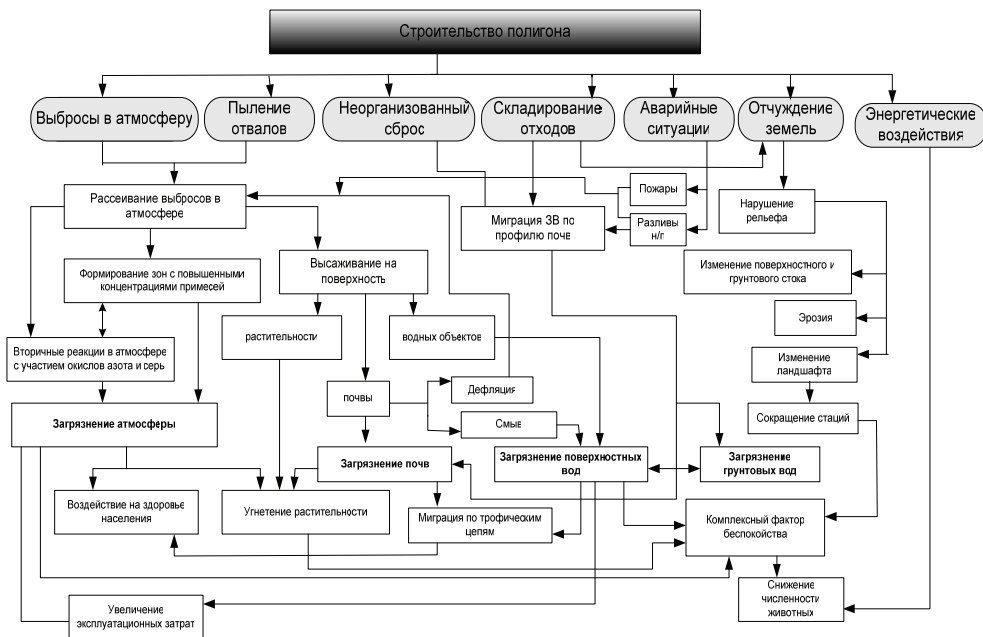 Строительство полигона
Выбросы в атмосферу
Пыление
отвалов
Неорганизованный
сброс
Складирование
отходов
Аварийные
ситуации
Отчуждение
земель
Энергетические
воздействия
Рассеивание выбросов в
атмосфере
Миграция ЗВ по
профилю почв
Пожары
Разливы
н/п
Нарушение
рельефа
Формирование зон с повышенными
концентрациями примесей
Высаживание на
поверхность
Изменение поверхностного и
грунтового стока
растительности
водных объектов
Эрозия
Вторичные реакции в атмосфере
с участием окислов азота и серы
Изменение
ландшафта
почвы
Дефляция
Загрязнение атмосферы
Смыв
Сокращение стаций
Загрязнение почв
Загрязнение поверхностных
вод
Загрязнение
грунтовых вод
Воздействие на здоровье
населения
Угнетение растительности
Миграция по трофическим
цепям
Комплексный фактор
беспокойства
Увеличение
эксплуатационных затрат
Снижение
численности
животных